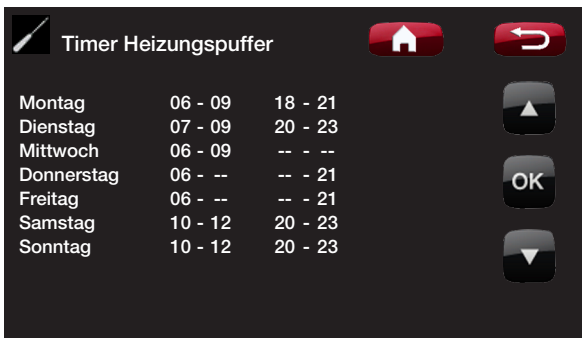 Timer Heizungspuffer
Montag 06 - 09 18 - 21
Dienstag 07 - 09 20 - 23
Mittwoch 06 - 09 -- - --
Donnerstag 06 - -- -- - 21
Freitag 06 - -- -- - 21
Samstag 10 - 12 20 - 23
Sonntag 10 - 12 20 - 23
OK